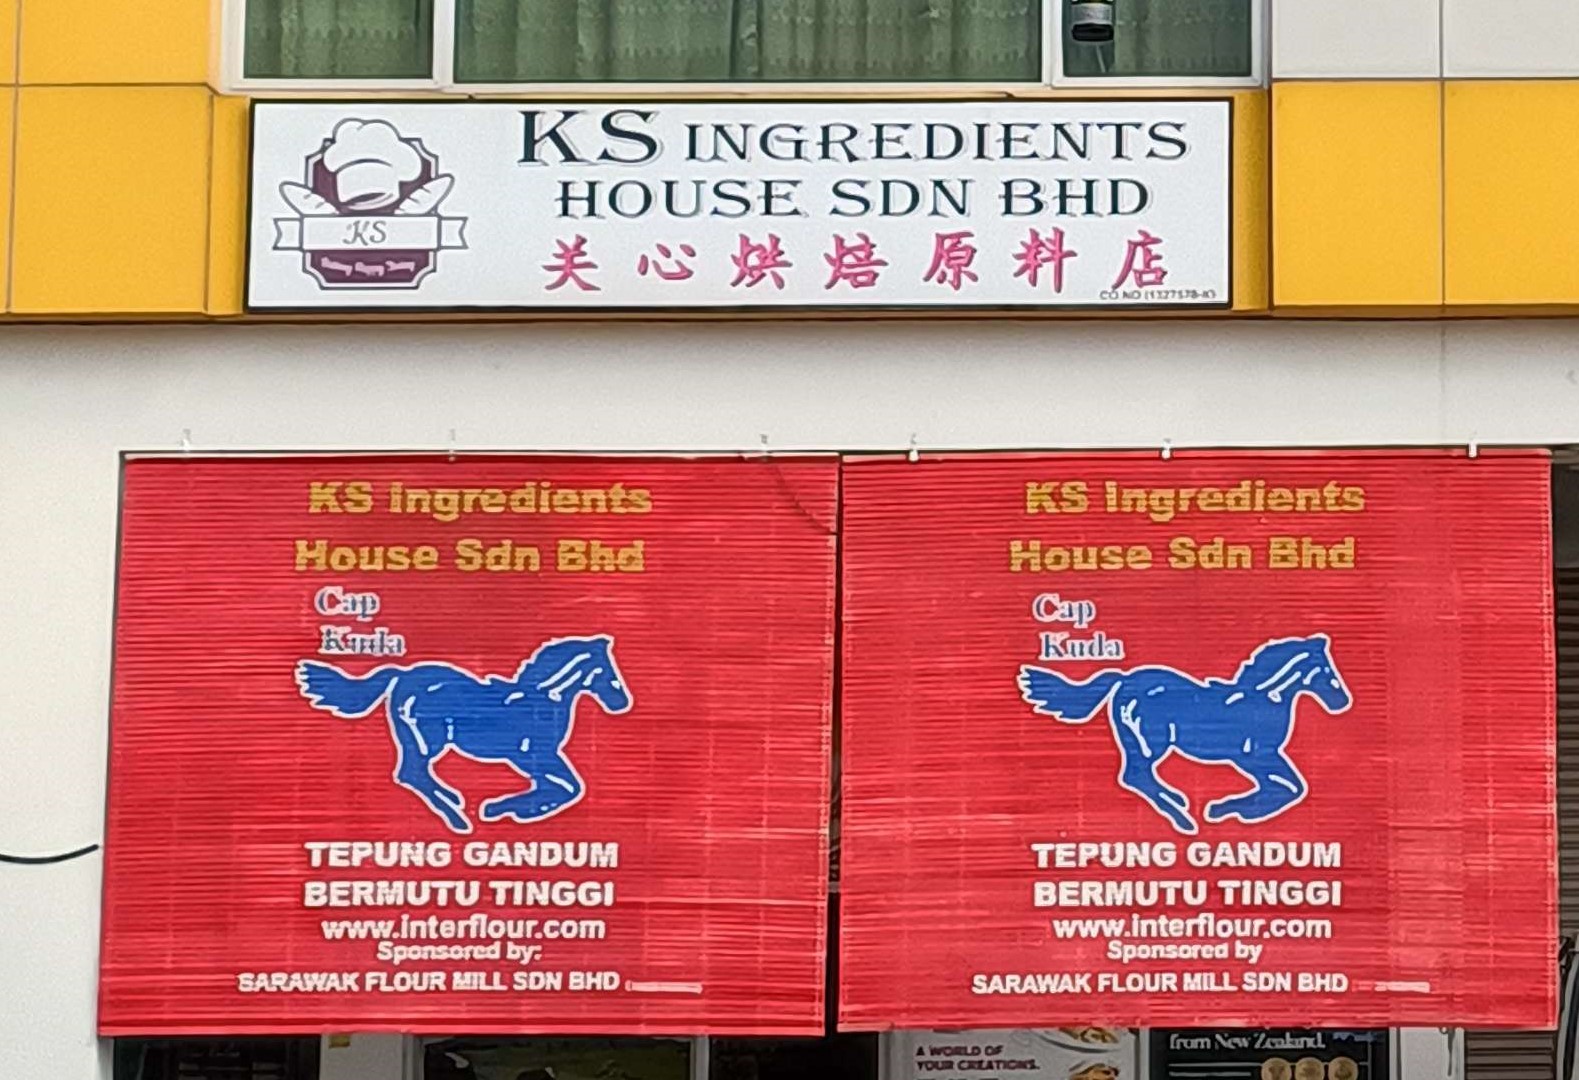 KS INGREDIENTS
HOUSE SDN BHD
关心烘焙原料店
KS
KS Ingredients
House Sdn Bhd
Cap
Kuda
TEPUNG GANDUM
BERMUTU TINGGI
www.interflour.com
Sponsored by:
SARAWAK FLOUR MILL SDN BHD
KS Ingredients
House Sdn Bhd
Cap
Kuda
TEPUNG GANDUM
BERMUTU TINGGI
www.interflour.com
Sponsored by
SARAWAK FLOUR MILL SDN BHD
A WORLD OF
YOUR CREATIONS.
from New Zealand.